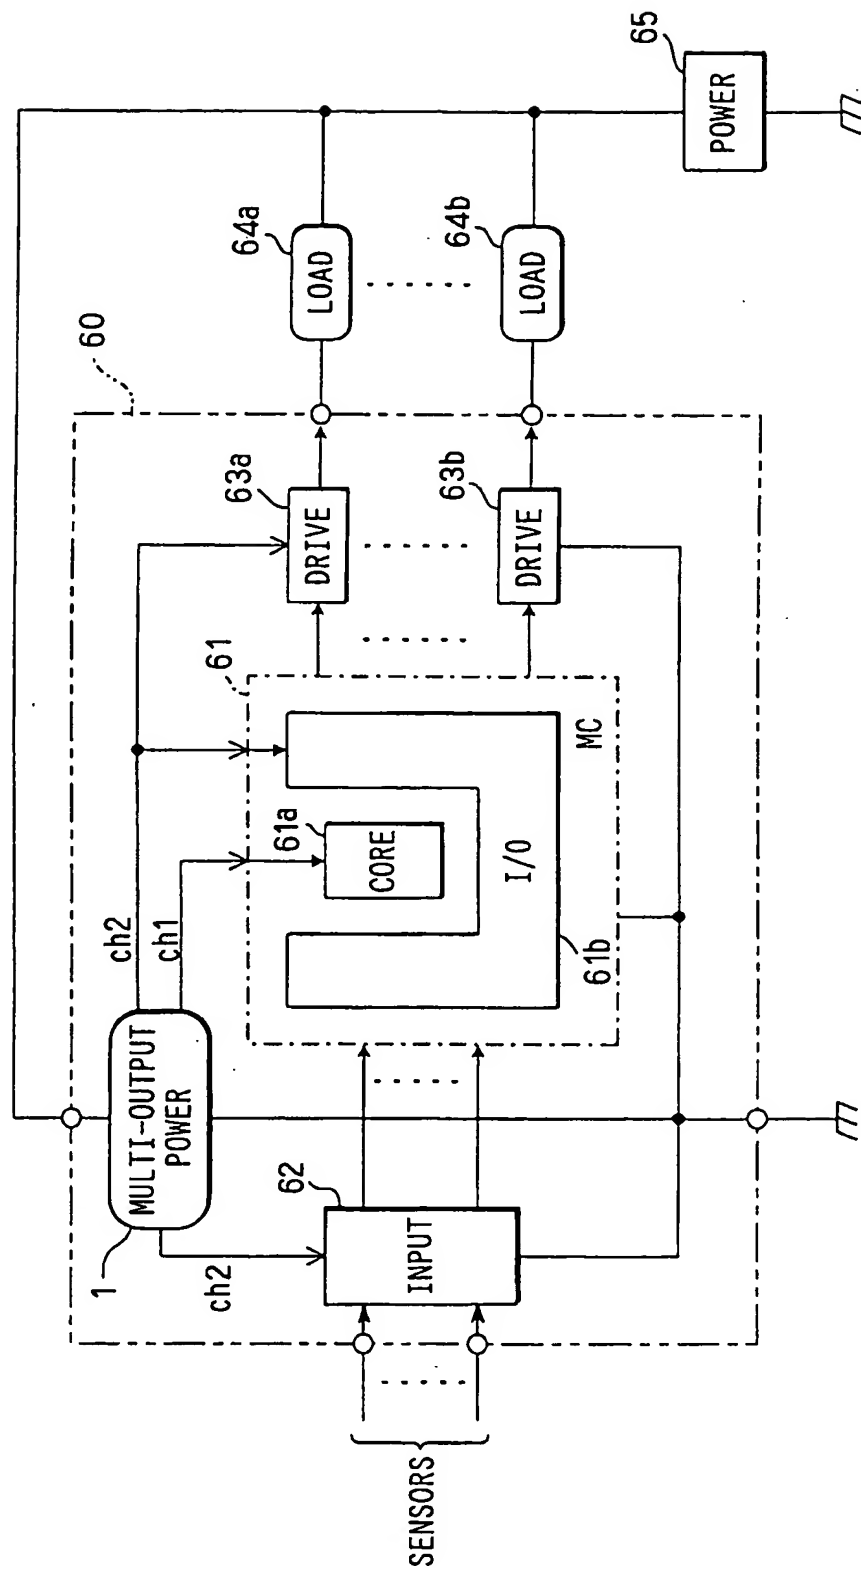 60
65
POWER
64a
LOAD
64b
LOAD
63a
DRIVE
63b
DRIVE
61
MC
61a
CORE
I/O
61b
ch2
ch1
MULTI-OUTPUT
POWER
1
ch2
62
INPUT
SENSORS